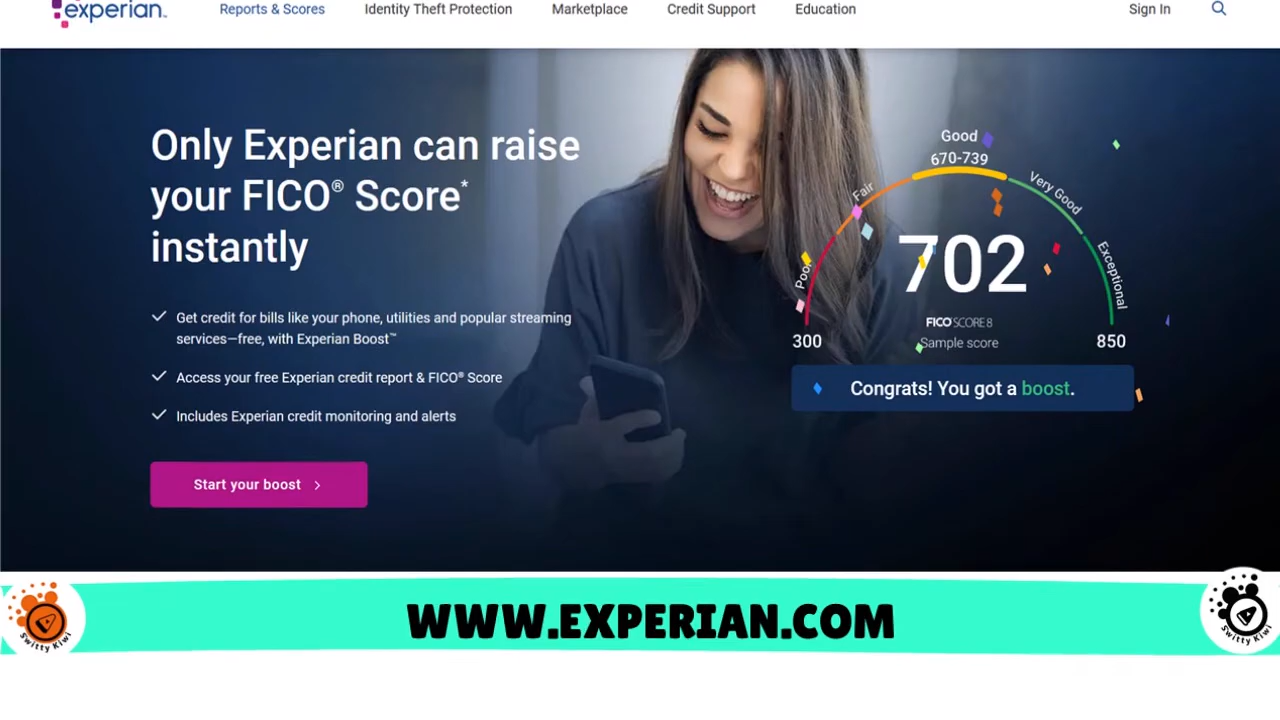 experian.
Reports & Scores
Identity Theft Protection
Marketplace
Credit Support
Education
Sign In
Only Experian can raise
your FICO® Score*
instantly
Get credit for bills like your phone, utilities and popular streaming
services—free, with Experian Boost™
Access your free Experian credit report & FICO® Score
Includes Experian credit monitoring and alerts
Start your boost
Good
670-739
Fair
Very Good
Poor
Exceptional
702
FICO® SCORE 8
Sample score
300
850
Congrats! You got a boost.
WWW.EXPERIAN.COM
Switty Kiwi
Switty Kiwi